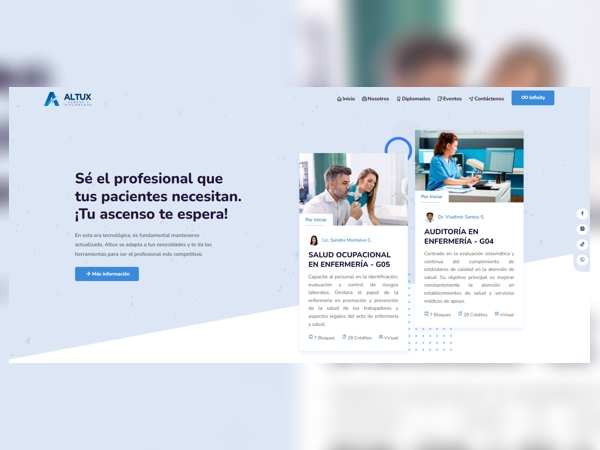 ALTUX
Inicio
Nosotros
Diplomados
Eventos
Contáctenos
OO Infinity
Sé el profesional que
tus pacientes necesitan.
¡Tu ascenso te espera!
En esta era tecnológica, es fundamental mantenerse
actualizado, Altux se adapta a tus necesidades y te da las
herramientas para ser el profesional más competitivo.
Más información
Por Iniciar
Lic. Sandra Montalvo C.
SALUD OCUPACIONAL
EN ENFERMERÍA - G05
Capacita al personal en la identificación,
evaluación y control de riesgos
laborales. Destaca el papel de la
enfermería en promoción y prevención
de la salud de los trabajadores y
aspectos legales del acto de enfermería
y salud.
7 Bloques
28 Créditos
Virtual
Por Iniciar
Dr. Vladimir Santos S.
AUDITORÍA EN
ENFERMERÍA - G04
Centrado en la evaluación sistemática y
continua del cumplimiento de
estándares de calidad en la atención de
salud. Su objetivo principal es mejorar
constantemente la atención en
establecimientos de salud y servicios
médicos de apoyo.
7 Bloques
28 Créditos
Virtual